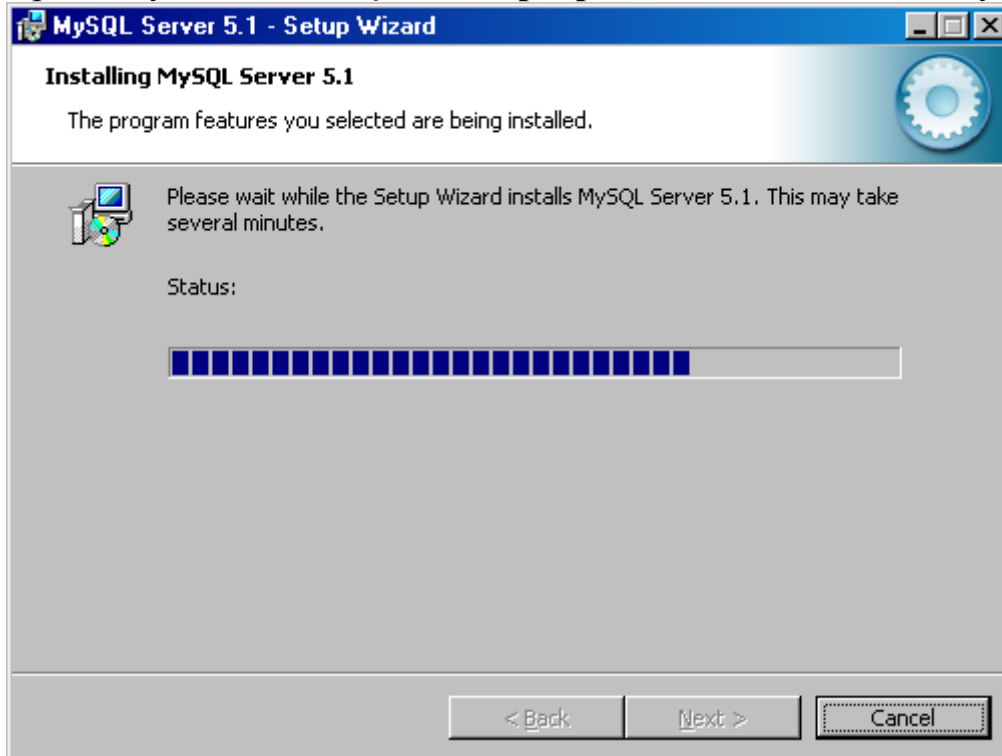 MySQL Server 5.1 - Setup Wizard
Installing MySQL Server 5.1
The program features you selected are being installed.
Please wait while the Setup Wizard installs MySQL Server 5.1. This may take
several minutes.
Status:
< Back Next > Cancel